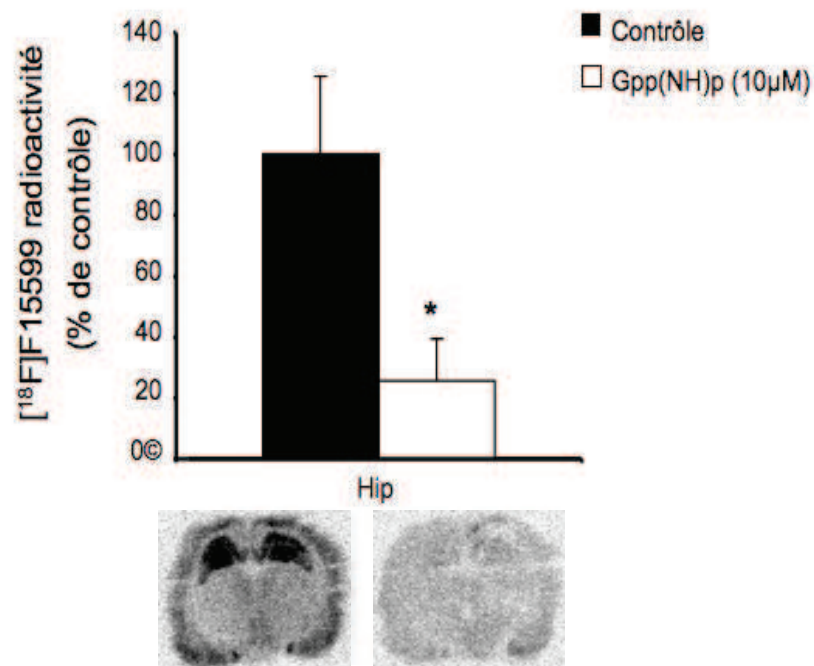 [¹⁸F]F15599 radioactivité
(% de contrôle)
140
120
100
80
60
40
20
0©
Contrôle
Gpp(NH)p (10µM)
*
Hip